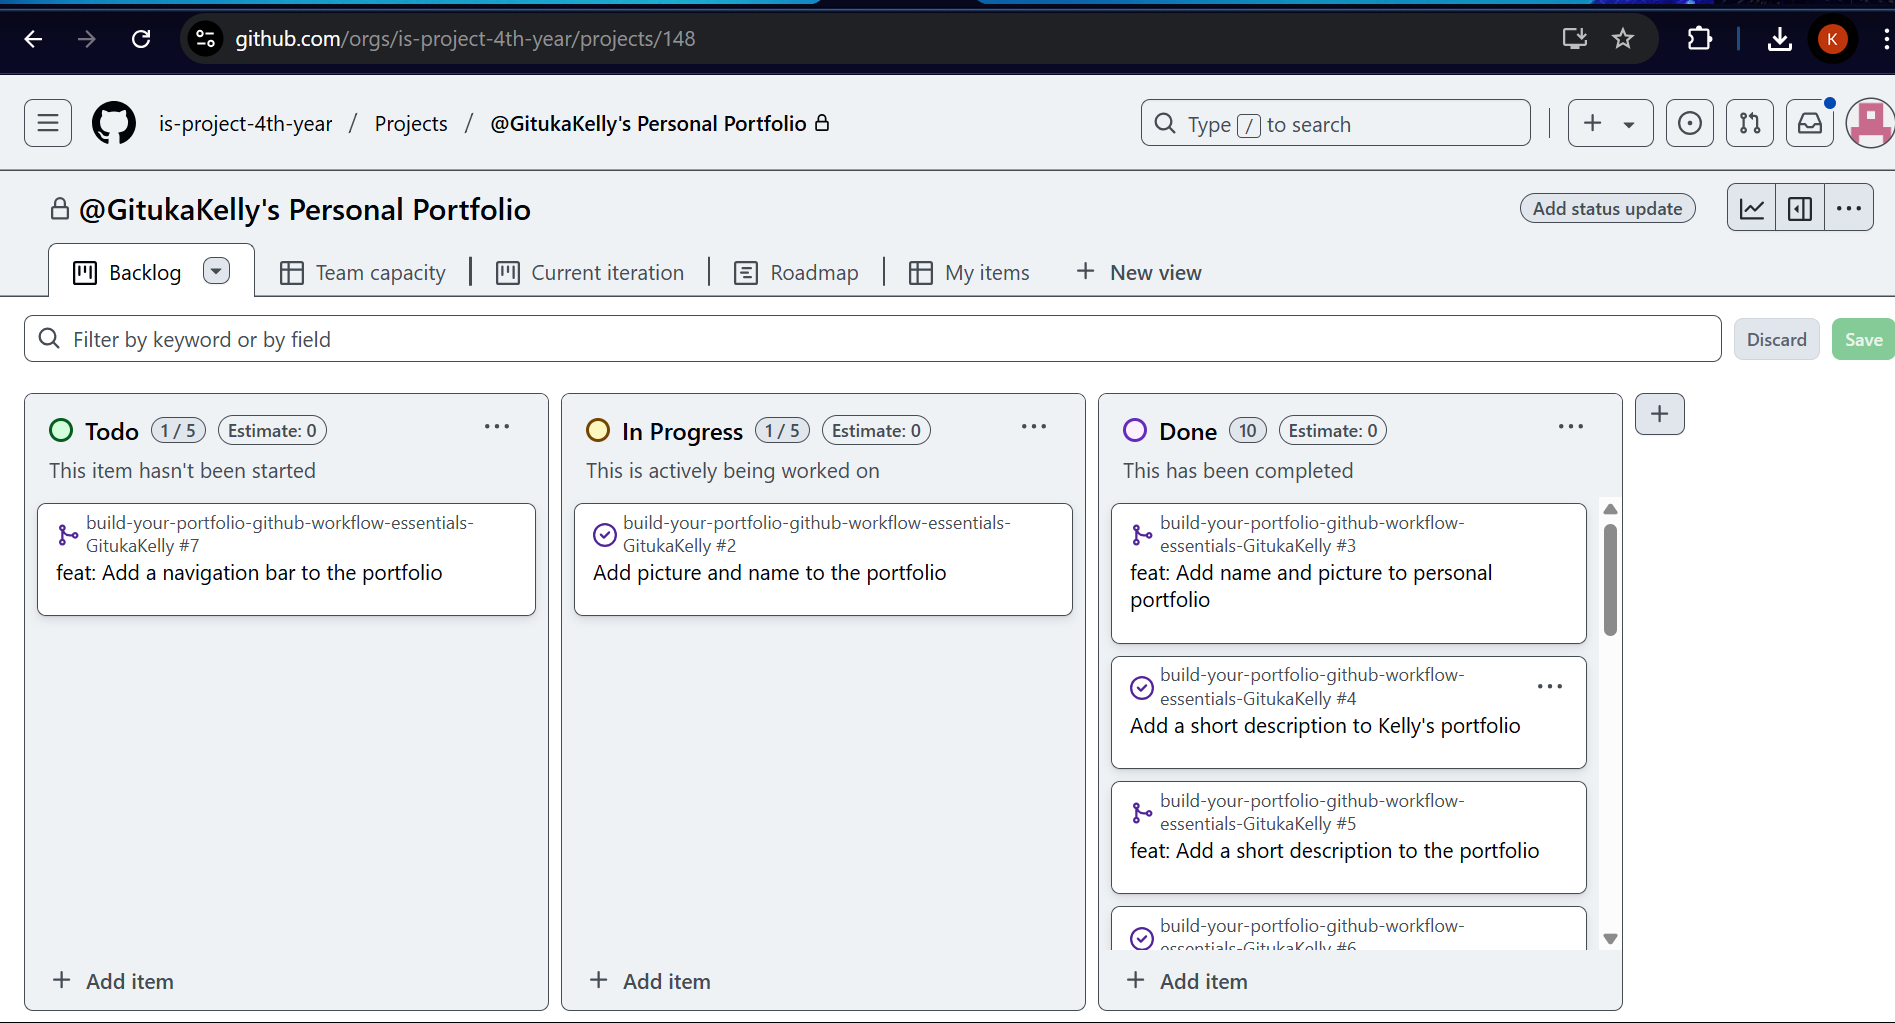 github.com/orgs/is-project-4th-year/projects/148
K
is-project-4th-year / Projects / @GitukaKelly's Personal Portfolio
Type / to search
@GitukaKelly's Personal Portfolio
Add status update
Backlog
Team capacity
Current iteration
Roadmap
My items
New view
Filter by keyword or by field
Discard
Save
Todo 1 / 5 Estimate: 0
This item hasn't been started
build-your-portfolio-github-workflow-essentials-
GitukaKelly #7
feat: Add a navigation bar to the portfolio
Add item
In Progress 1 / 5 Estimate: 0
This is actively being worked on
build-your-portfolio-github-workflow-essentials-
GitukaKelly #2
Add picture and name to the portfolio
Add item
Done 10 Estimate: 0
This has been completed
build-your-portfolio-github-workflow-
essentials-GitukaKelly #3
feat: Add name and picture to personal
portfolio
build-your-portfolio-github-workflow-
essentials-GitukaKelly #4
Add a short description to Kelly's portfolio
build-your-portfolio-github-workflow-
essentials-GitukaKelly #5
feat: Add a short description to the portfolio
build-your-portfolio-github-workflow-
essentials-GitukaKelly #6
Add item